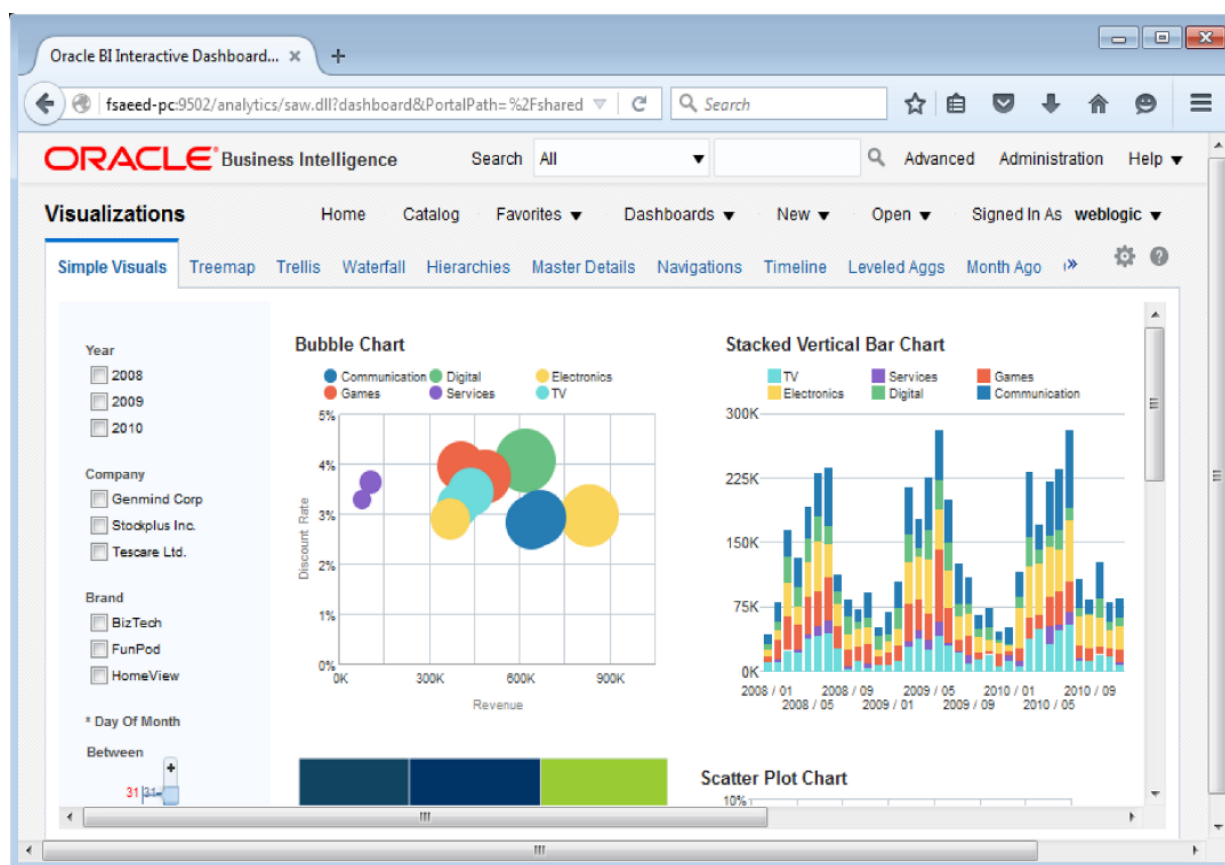 Oracle BI Interactive Dashboard...
fsaeed-pc:9502/analytics/saw.dll?dashboard&PortalPath=%2Fshared
Search
ORACLE Business Intelligence
Search All
Advanced Administration Help
Visualizations
Home Catalog Favorites Dashboards New Open Signed In As weblogic
Simple Visuals Treemap Trellis Waterfall Hierarchies Master Details Navigations Timeline Leveled Aggs Month Ago
Year
2008
2009
2010
Company
Genmind Corp
Stockplus Inc.
Tescare Ltd.
Brand
BizTech
FunPod
HomeView
* Day Of Month
Between
31 31
Bubble Chart
Communication Digital Electronics
Games Services TV
5%
4%
3%
2%
1%
0%
Discount Rate
0K 300K 600K 900K
Revenue
Stacked Vertical Bar Chart
TV Services Games
Electronics Digital Communication
300K
225K
150K
75K
0K
2008 / 01 2008 / 09 2009 / 05 2010 / 01 2010 / 09
2008 / 05 2009 / 01 2009 / 09 2010 / 05
Scatter Plot Chart
10%